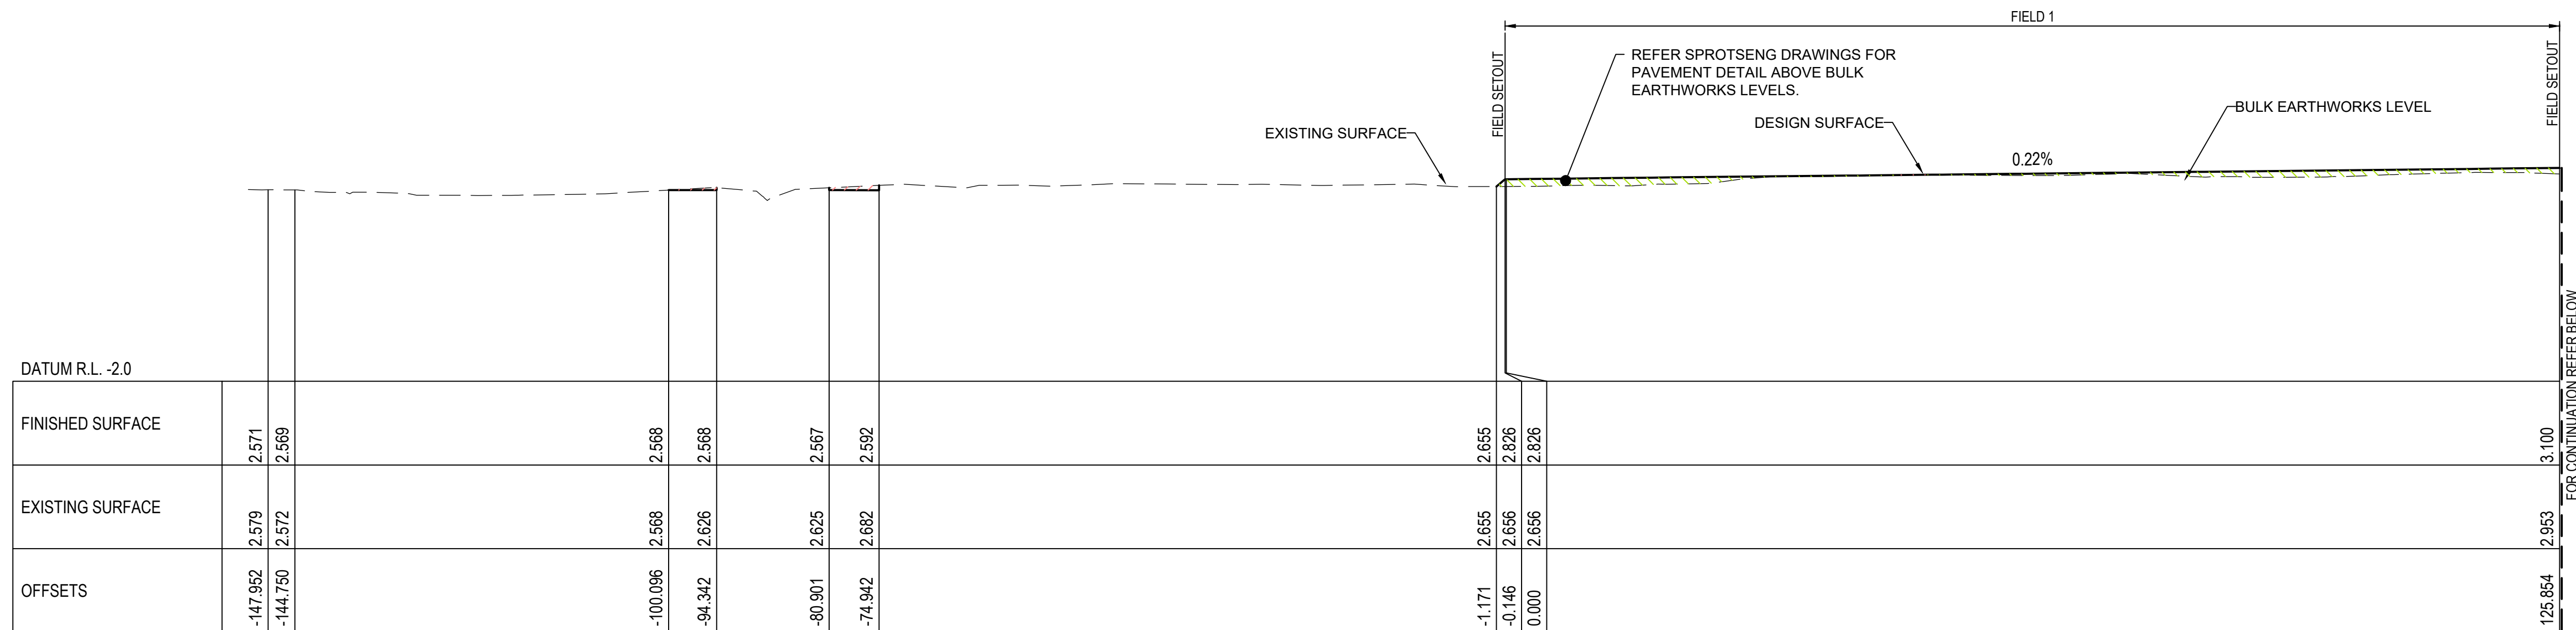 FIELD 1
FIELD SETOUT
REFER SPROTSENG DRAWINGS FOR
PAVEMENT DETAIL ABOVE BULK
EARTHWORKS LEVELS.
EXISTING SURFACE
DESIGN SURFACE
0.22%
BULK EARTHWORKS LEVEL
FIELD SETOUT
FOR CONTINUATION REFER BELOW
DATUM R.L. -2.0
FINISHED SURFACE 2.571 2.569 2.568 2.568 2.567 2.592 2.655 2.826 2.826 3.100
EXISTING SURFACE 2.579 2.572 2.568 2.626 2.625 2.682 2.655 2.656 2.656 2.953
OFFSETS -147.952 -144.750 -100.096 -94.342 -80.901 -74.942 -1.171 -0.146 0.000 125.854